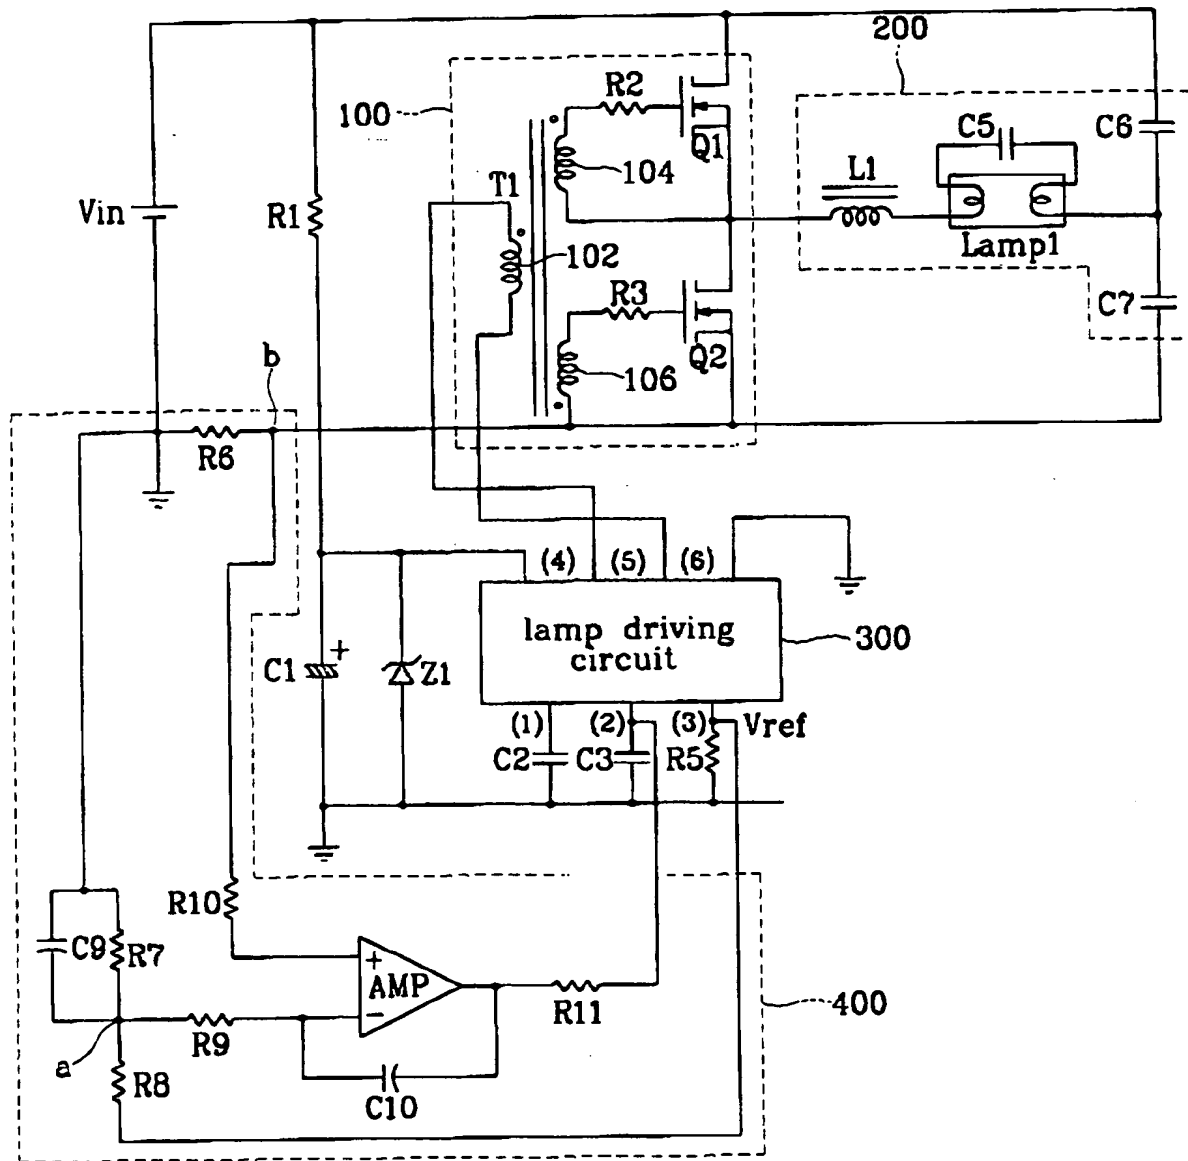 200
100
R2
Q1
104
C5
C6
L1
Lamp1
T1
Vin
R1
102
R3
Q2
106
C7
b
R6
(4)
(5)
(6)
lamp driving
circuit
300
C1
+
Z1
(1)
(2)
(3)
Vref
C2
C3
R5
R10
C9
R7
+
AMP
−
R11
400
R9
a
R8
C10